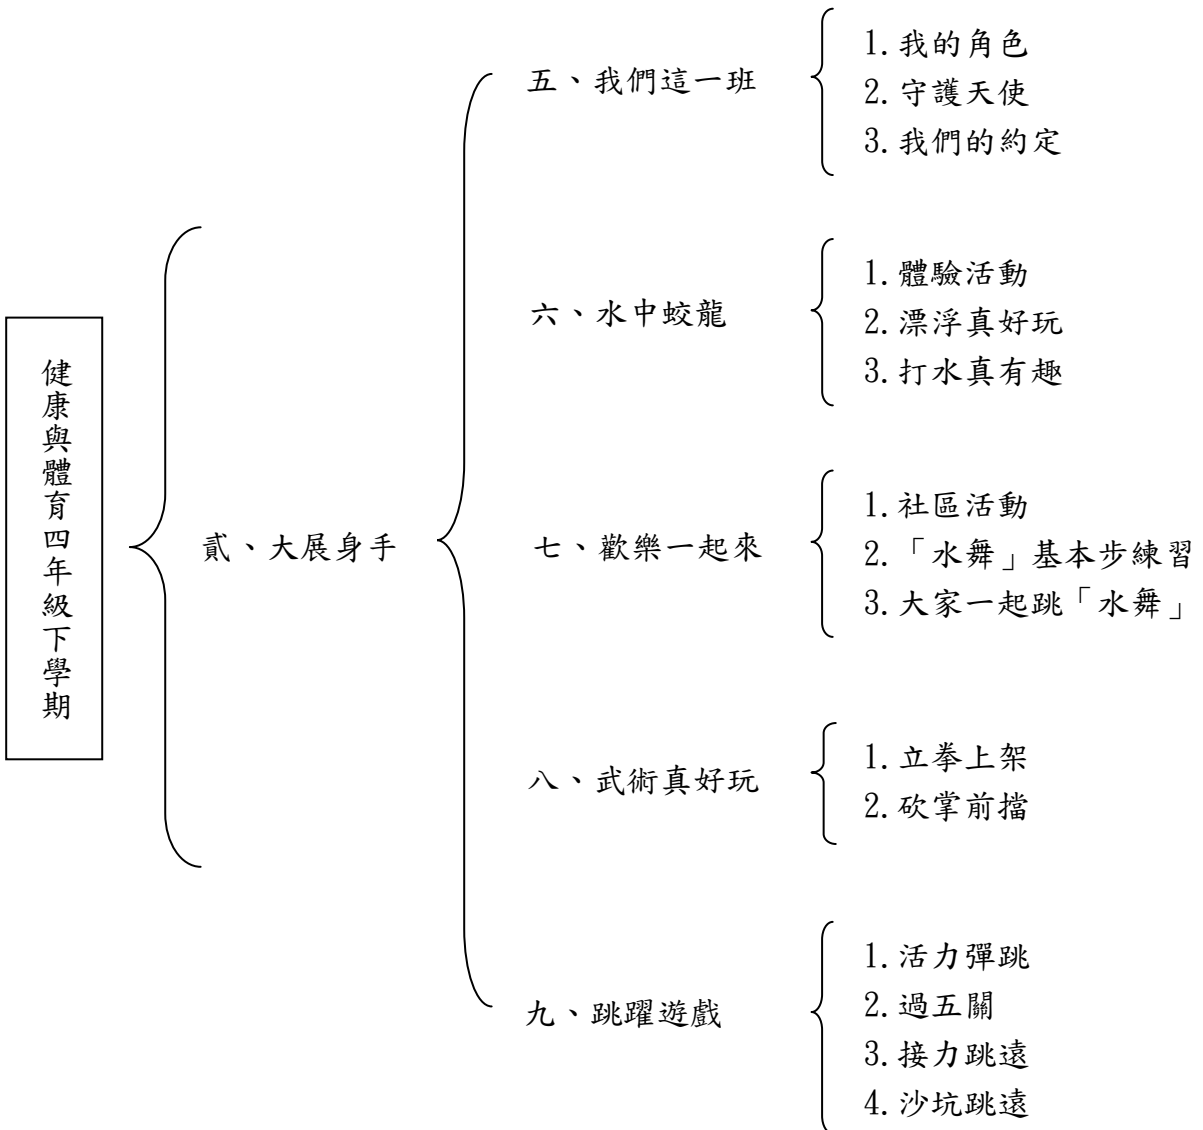 健康與體育四年級下學期
貳、大展身手
五、我們這一班
1.我的角色
2.守護天使
3.我們的約定
六、水中蛟龍
1.體驗活動
2.漂浮真好玩
3.打水真有趣
七、歡樂一起來
1.社區活動
2.「水舞」基本步練習
3.大家一起跳「水舞」
八、武術真好玩
1.立拳上架
2.砍掌前擋
九、跳躍遊戲
1.活力彈跳
2.過五關
3.接力跳遠
4.沙坑跳遠